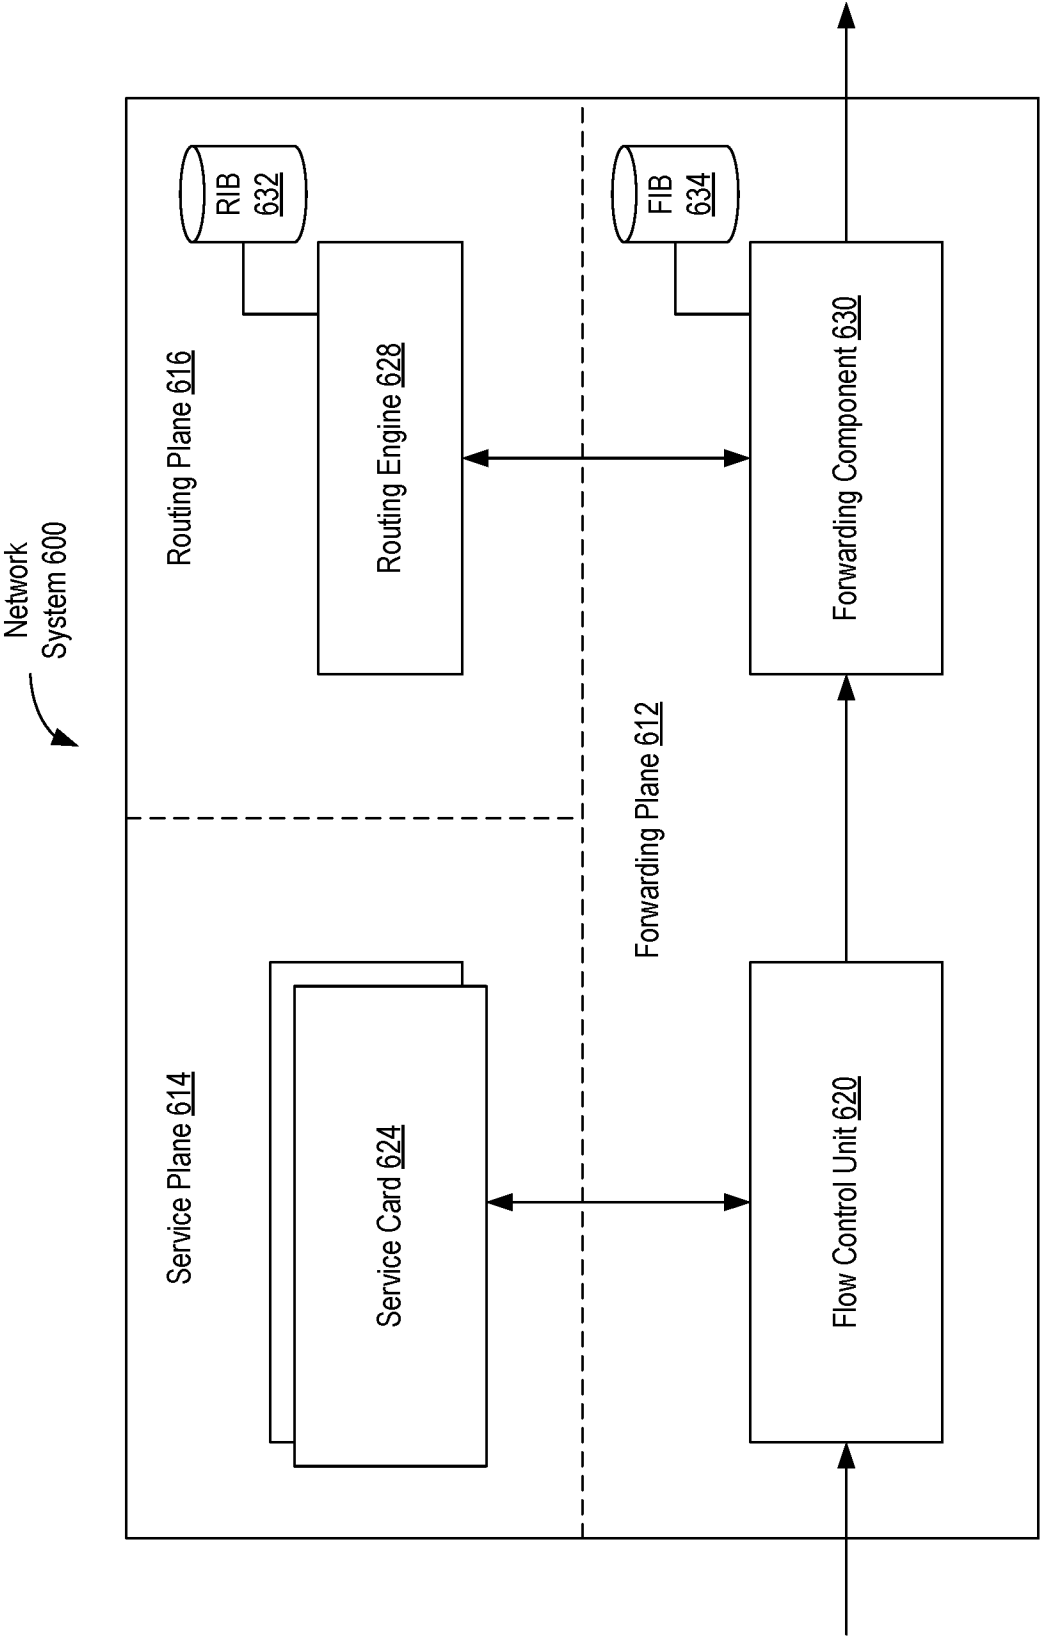 Network
System 600
Service Plane 614
Routing Plane 616
RIB
632
Service Card 624
Routing Engine 628
Forwarding Plane 612
FIB
634
Flow Control Unit 620
Forwarding Component 630